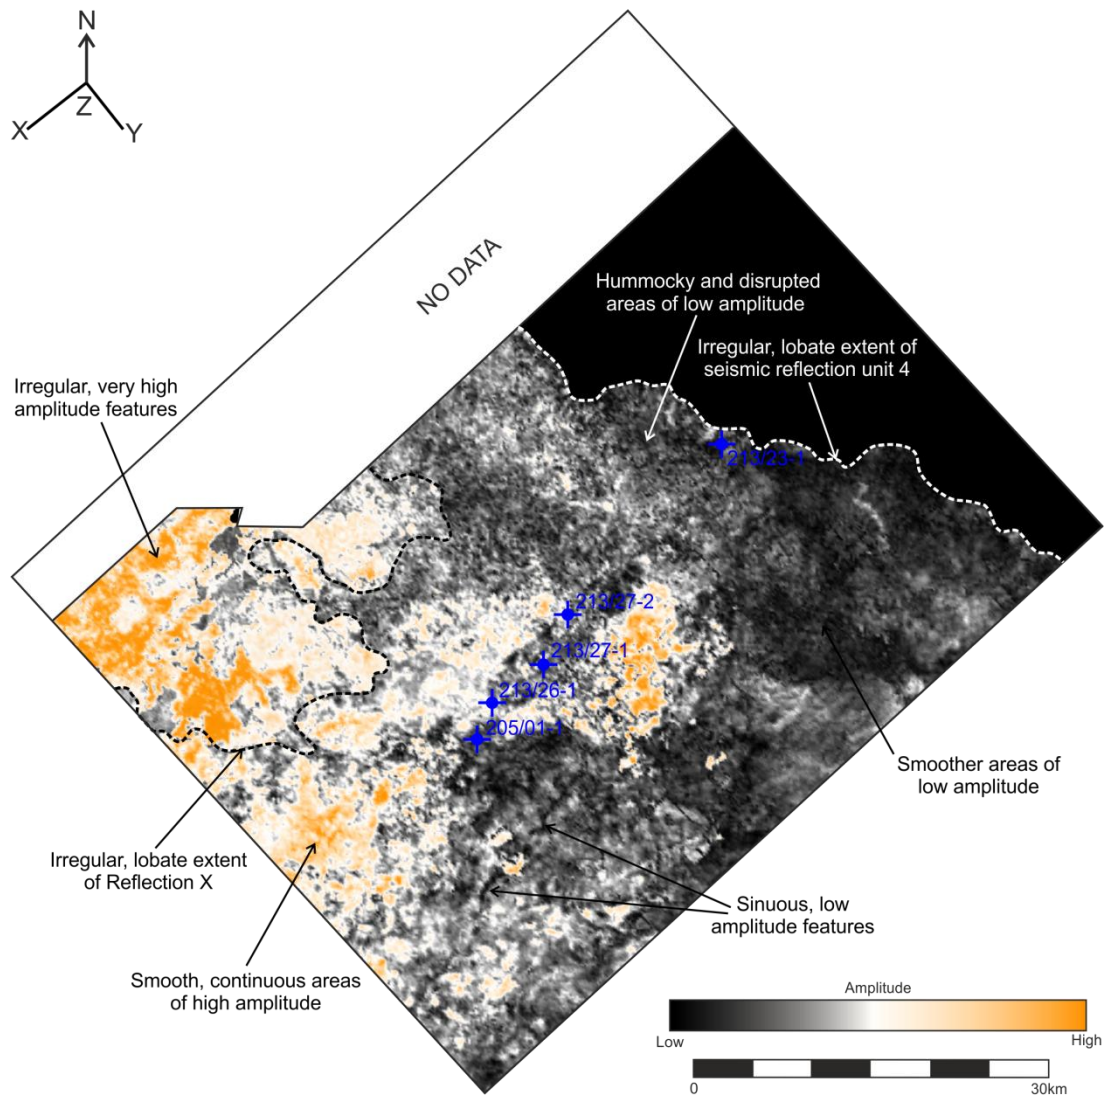 N
X
Z
Y
NO DATA
Hummocky and disrupted
areas of low amplitude
Irregular, lobate extent of
seismic reflection unit 4
Irregular, very high
amplitude features
213/23-1
213/27-2
213/27-1
213/26-1
205/01-1
Smoother areas of
low amplitude
Irregular, lobate extent
of Reflection X
Sinuous, low
amplitude features
Smooth, continuous areas
of high amplitude
Amplitude
Low
High
0
30km